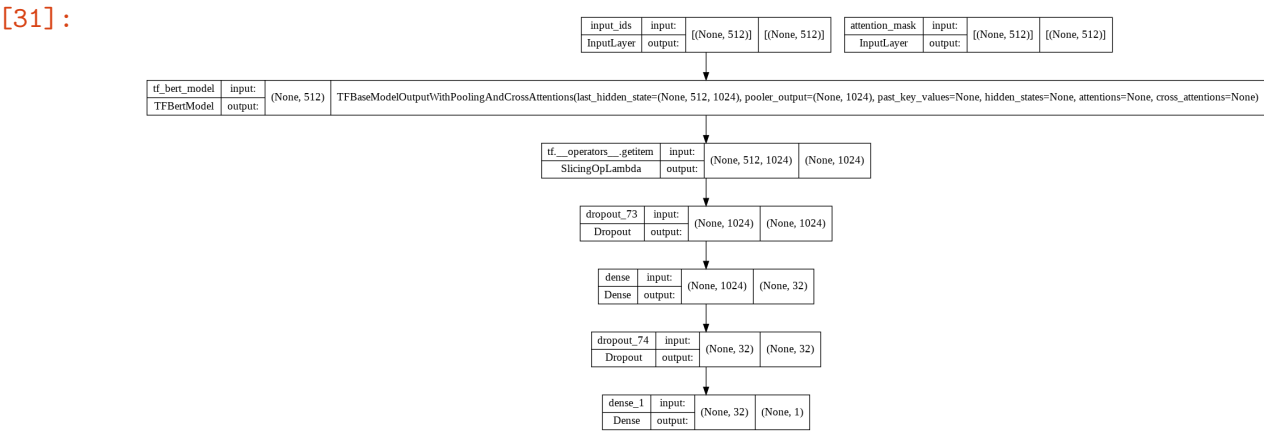 [31]:
input_ids input: [(None, 512)] [(None, 512)]
InputLayer output:
attention_mask input: [(None, 512)] [(None, 512)]
InputLayer output:
tf_bert_model input: (None, 512) TFBaseModelOutputWithPoolingAndCrossAttentions(last_hidden_state=(None, 512, 1024), pooler_output=(None, 1024), past_key_values=None, hidden_states=None, attentions=None, cross_attentions=None)
TFBertModel output:
tf.__operators__.getitem input: (None, 512, 1024) (None, 1024)
SlicingOpLambda output:
dropout_73 input: (None, 1024) (None, 1024)
Dropout output:
dense input: (None, 1024) (None, 32)
Dense output:
dropout_74 input: (None, 32) (None, 32)
Dropout output:
dense_1 input: (None, 32) (None, 1)
Dense output: